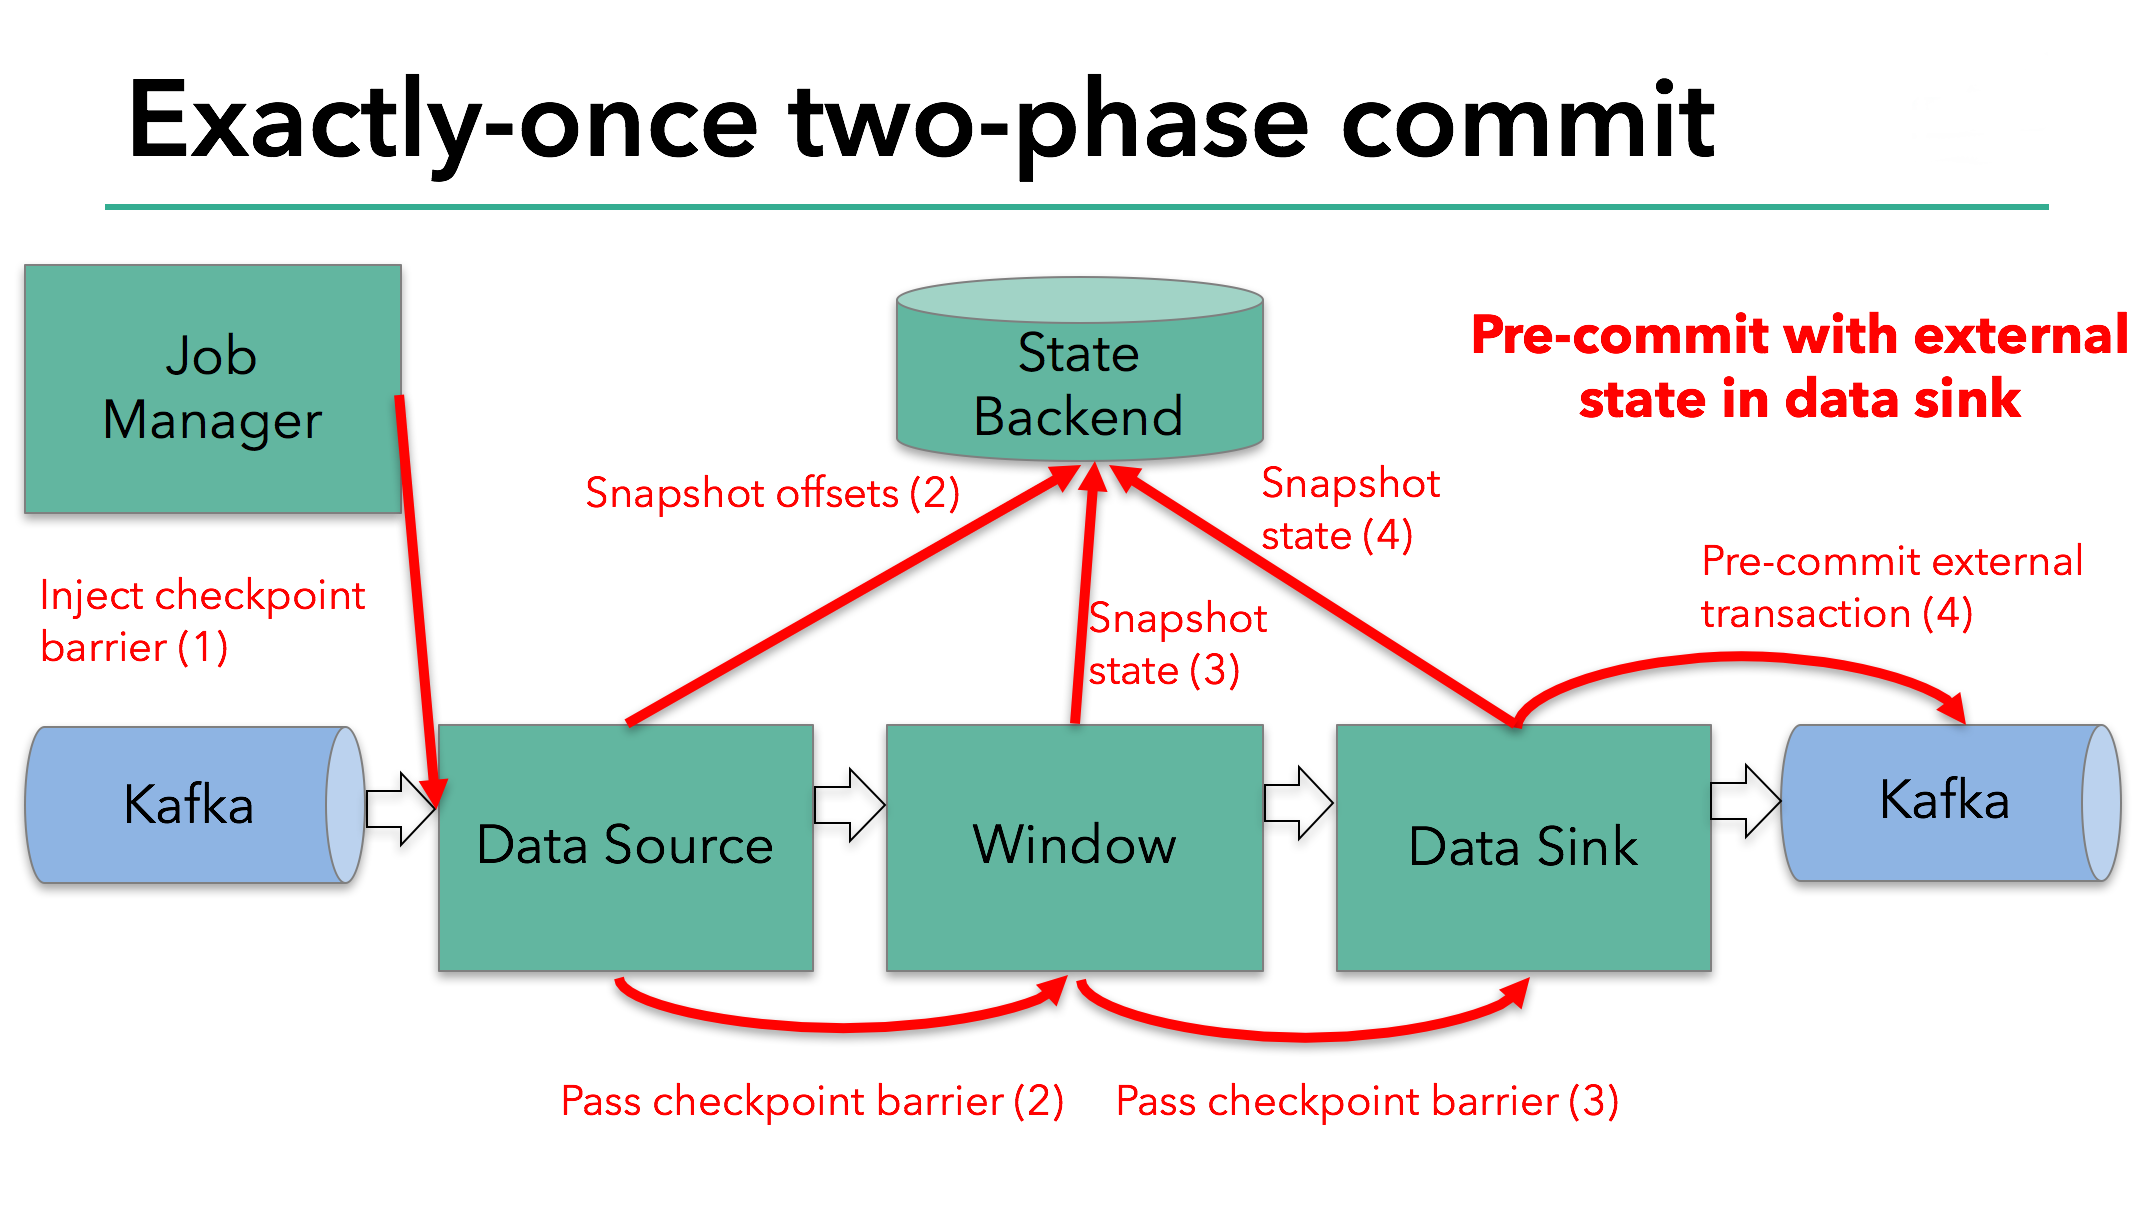 Exactly-once two-phase commit
Job
Manager
State
Backend
Pre-commit with external
state in data sink
Snapshot offsets (2)
Snapshot
state (4)
Pre-commit external
transaction (4)
Inject checkpoint
barrier (1)
Snapshot
state (3)
Kafka
Data Source
Window
Data Sink
Kafka
Pass checkpoint barrier (2)
Pass checkpoint barrier (3)